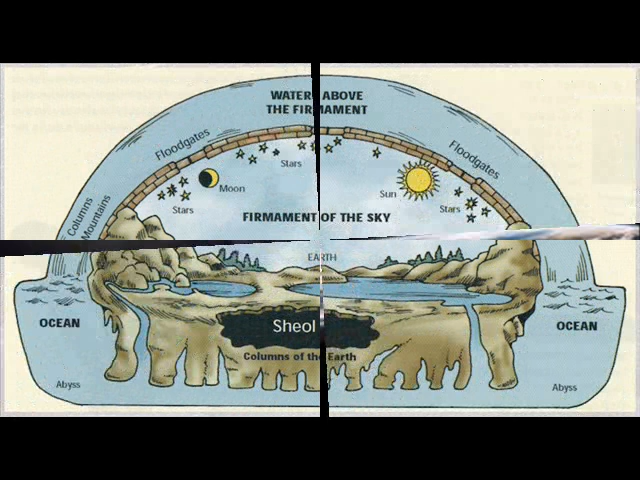 WATER ABOVE
THE FIRMAMENT
Floodgates
Floodgates
Stars
Moon
Sun
Columns
Mountains
Stars
Stars
FIRMAMENT OF THE SKY
EARTH
OCEAN
Sheol
OCEAN
Columns of the Earth
Abyss
Abyss